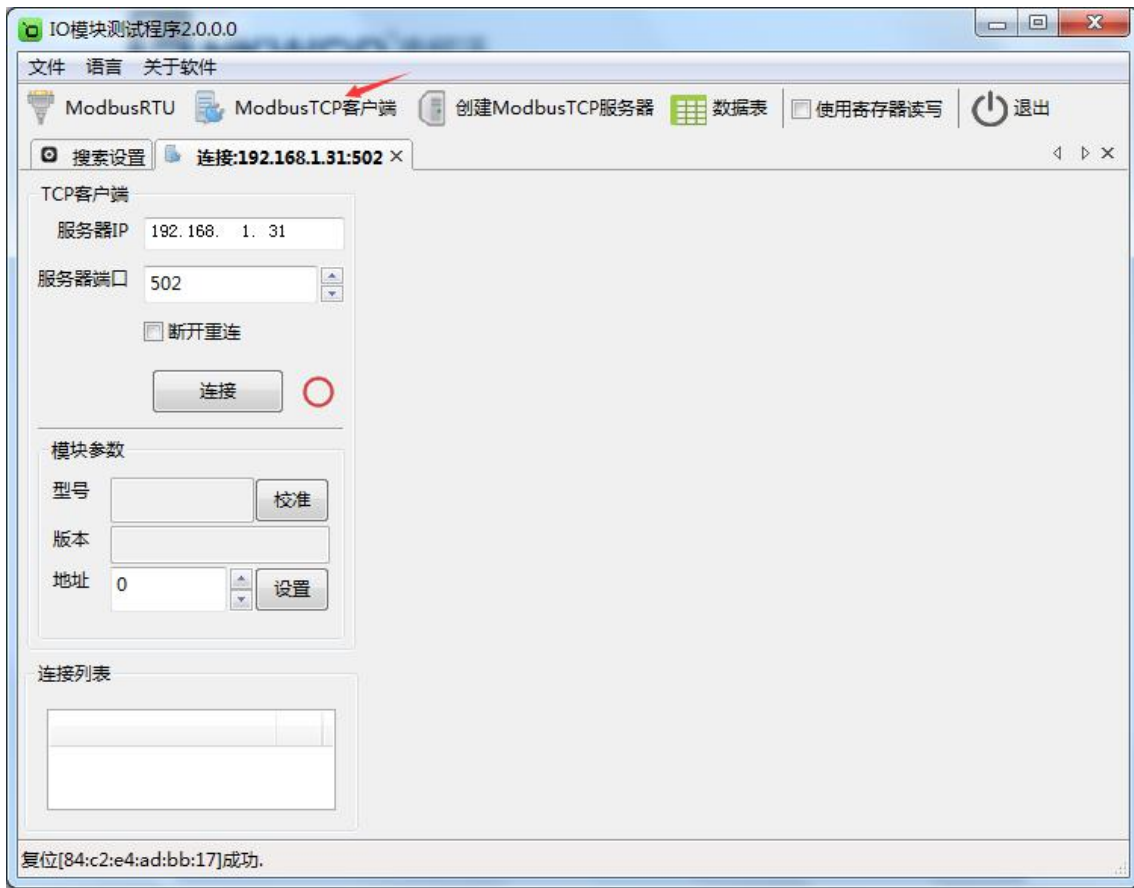 IO模块测试程序2.0.0.0
文件 语言 关于软件
ModbusRTU ModbusTCP客户端 创建ModbusTCP服务器 数据表 使用寄存器读写 退出
搜索设置 连接:192.168.1.31:502
TCP客户端
服务器IP 192.168. 1. 31
服务器端口 502
断开重连
连接
模块参数
型号 校准
版本
地址 0 设置
连接列表
复位[84:c2:e4:ad:bb:17]成功.